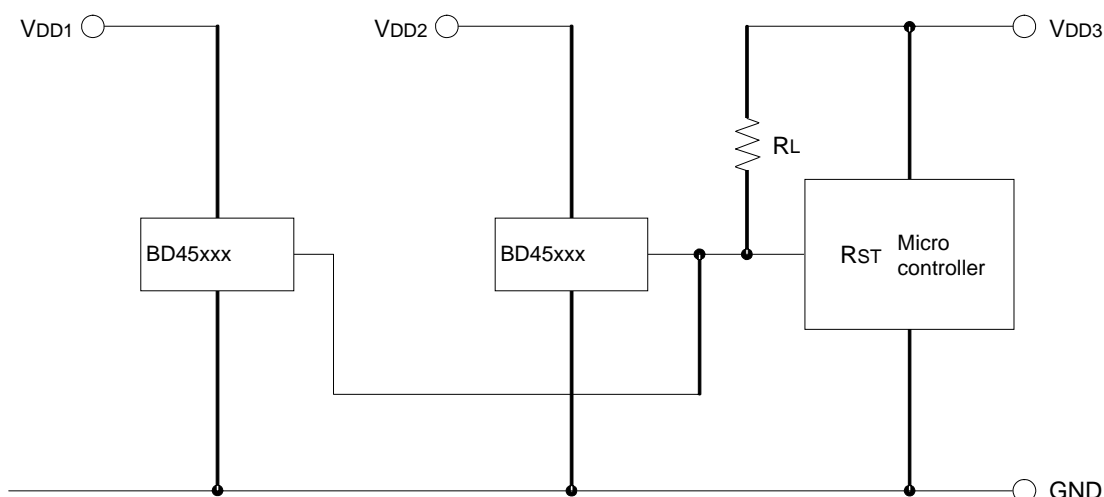 VDD1
VDD2
VDD3
RL
BD45xxx
BD45xxx
RST
Micro
controller
GND